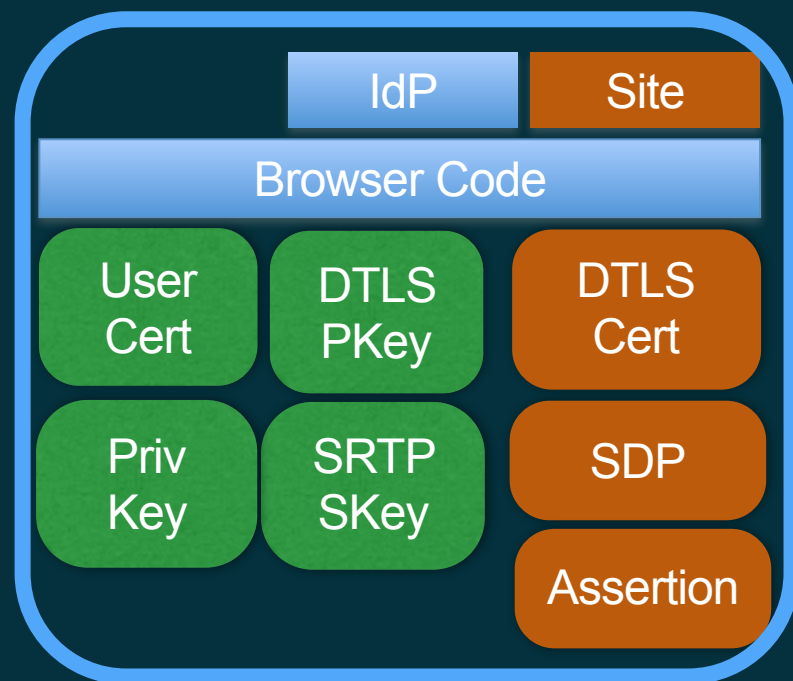 IdP
Site
Browser Code
User
Cert
DTLS
PKey
DTLS
Cert
Priv
Key
SRTP
SKey
SDP
Assertion